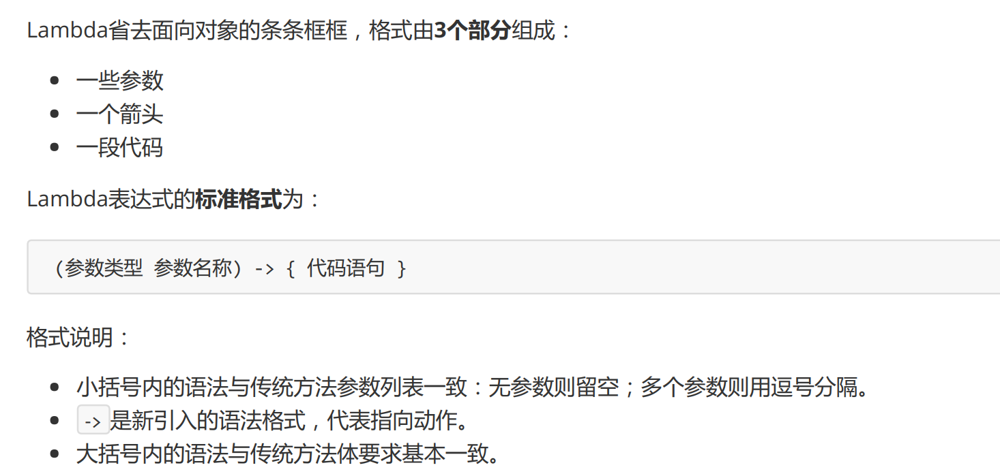 Lambda省去面向对象的条条框框，格式由3个部分组成：
一些参数
一个箭头
一段代码
Lambda表达式的标准格式为：
(参数类型 参数名称) -> { 代码语句 }
格式说明：
小括号内的语法与传统方法参数列表一致：无参数则留空；多个参数则用逗号分隔。
->是新引入的语法格式，代表指向动作。
大括号内的语法与传统方法体要求基本一致。